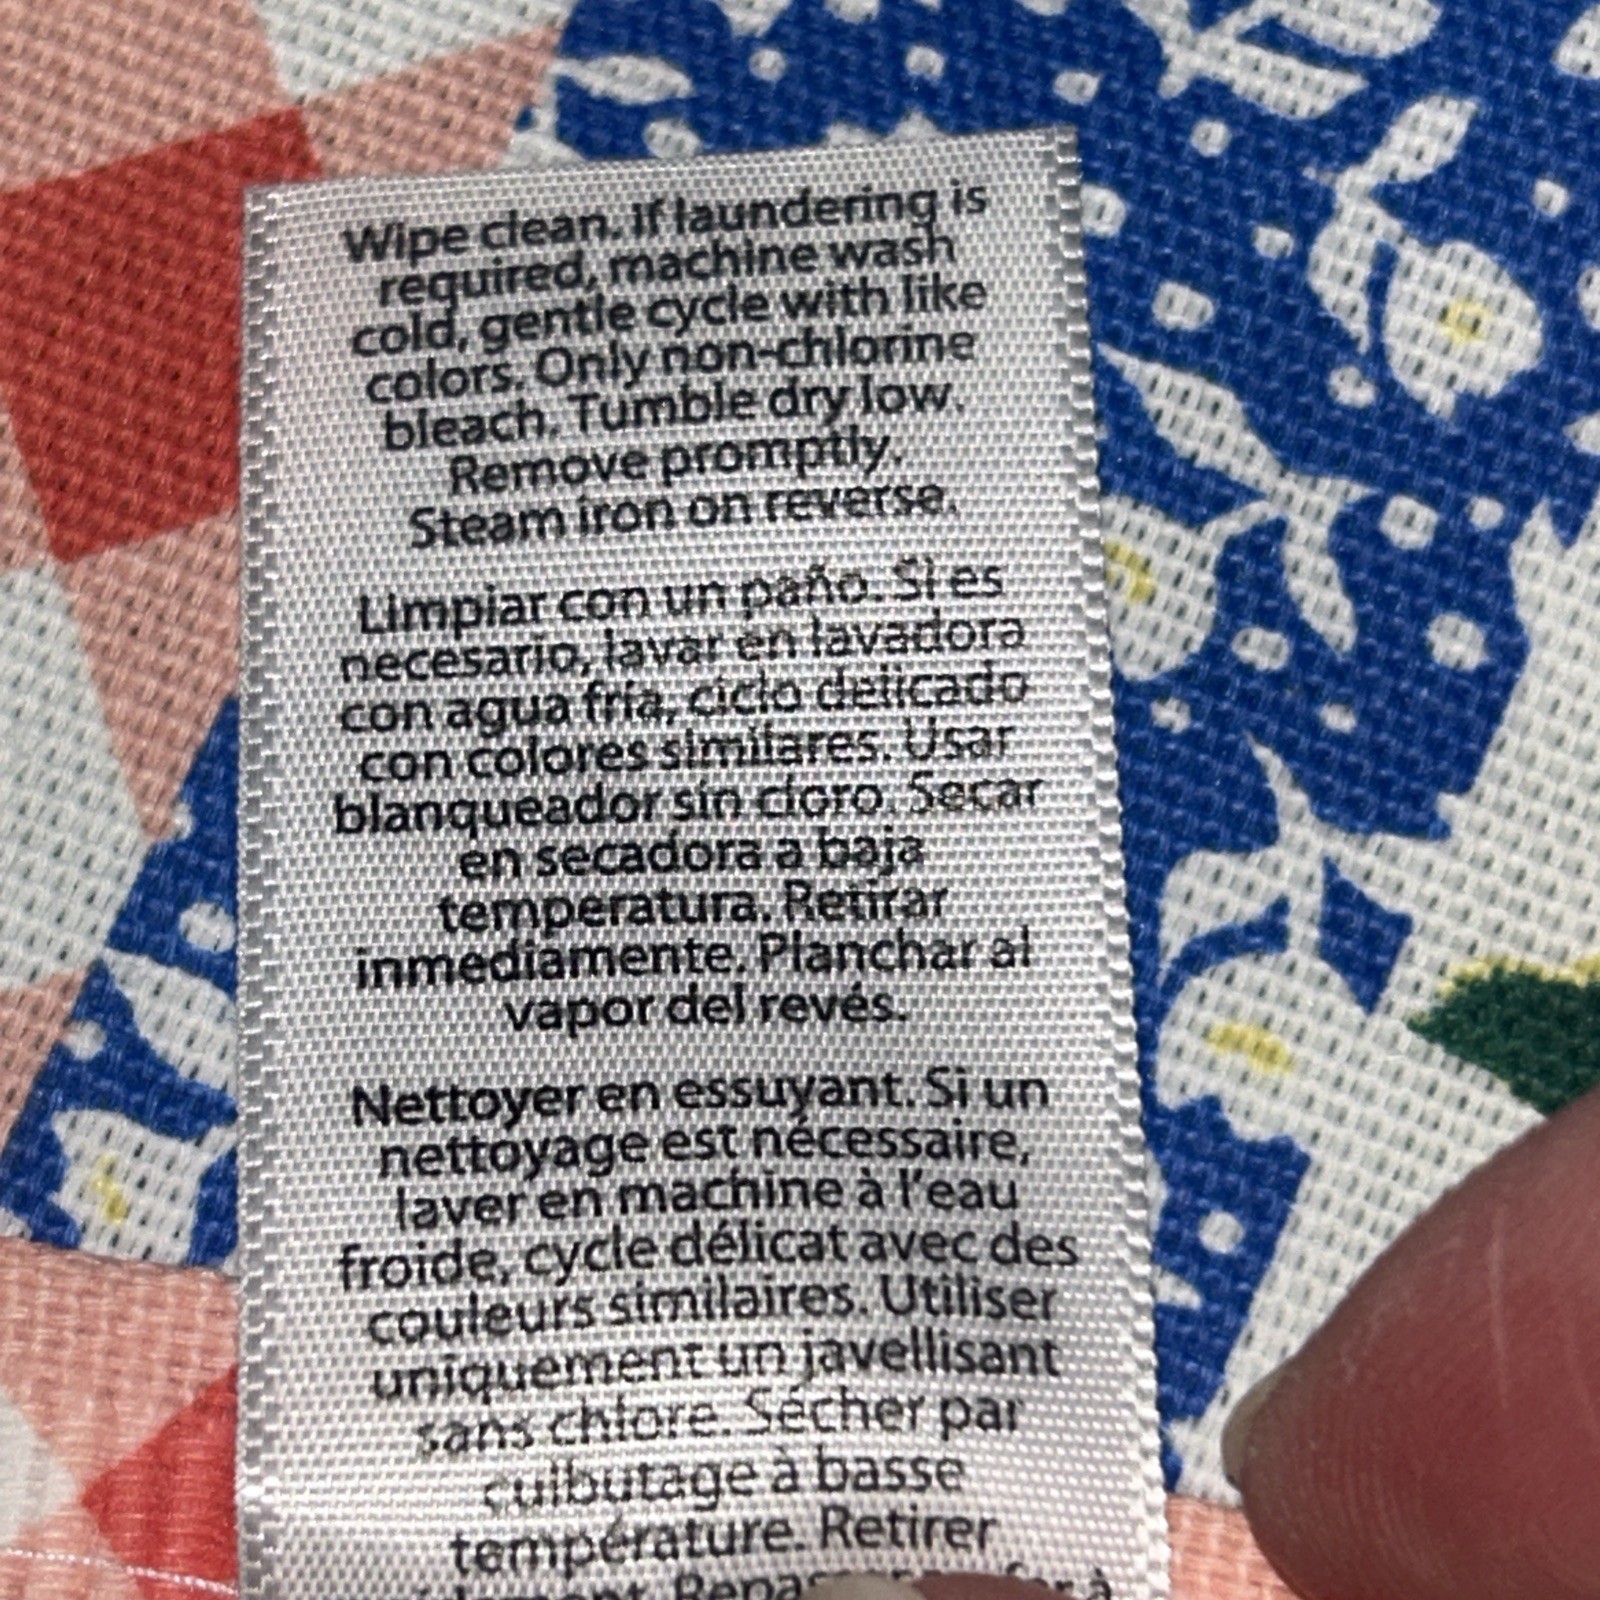 Wipe clean. If laundering is
required, machine wash
cold, gentle cycle with like
colors. Only non-chlorine
bleach. Tumble dry low.
Remove promptly.
Steam iron on reverse.
Limpiar con un paño. Si es
necesario, lavar en lavadora
con agua fría, ciclo delicado
con colores similares. Usar
blanqueador sin cloro. Secar
en secadora a baja
temperatura. Retirar
inmediamente. Planchar al
vapor del revés.
Nettoyer en essuyant. Si un
nettoyage est nécessaire,
laver en machine à l'eau
froide, cycle délicat avec des
couleurs similaires. Utiliser
uniquement un javellisant
sans chlore. Sécher par
culbutage à basse
température. Retirer
à